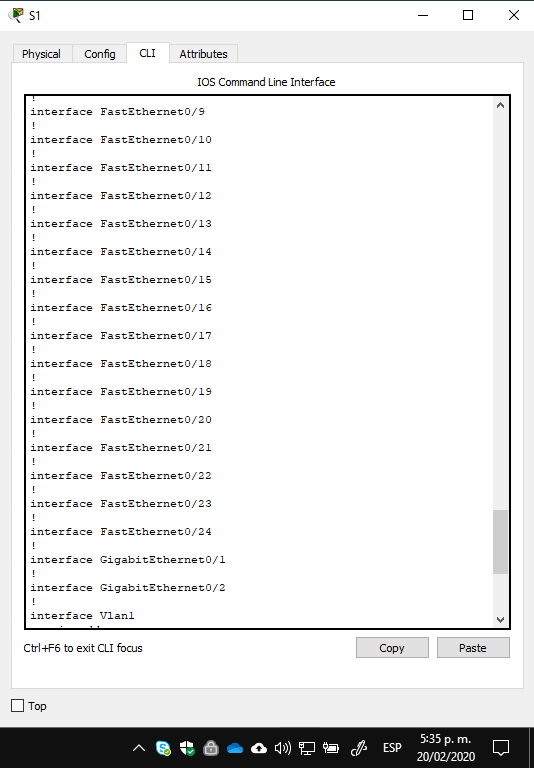 S1
Physical Config CLI Attributes
IOS Command Line Interface
!
interface FastEthernet0/9
!
interface FastEthernet0/10
!
interface FastEthernet0/11
!
interface FastEthernet0/12
!
interface FastEthernet0/13
!
interface FastEthernet0/14
!
interface FastEthernet0/15
!
interface FastEthernet0/16
!
interface FastEthernet0/17
!
interface FastEthernet0/18
!
interface FastEthernet0/19
!
interface FastEthernet0/20
!
interface FastEthernet0/21
!
interface FastEthernet0/22
!
interface FastEthernet0/23
!
interface FastEthernet0/24
!
interface GigabitEthernet0/1
!
interface GigabitEthernet0/2
!
interface Vlan1
Ctrl+F6 to exit CLI focus
Copy Paste
Top
ESP
5:35 p. m.
20/02/2020